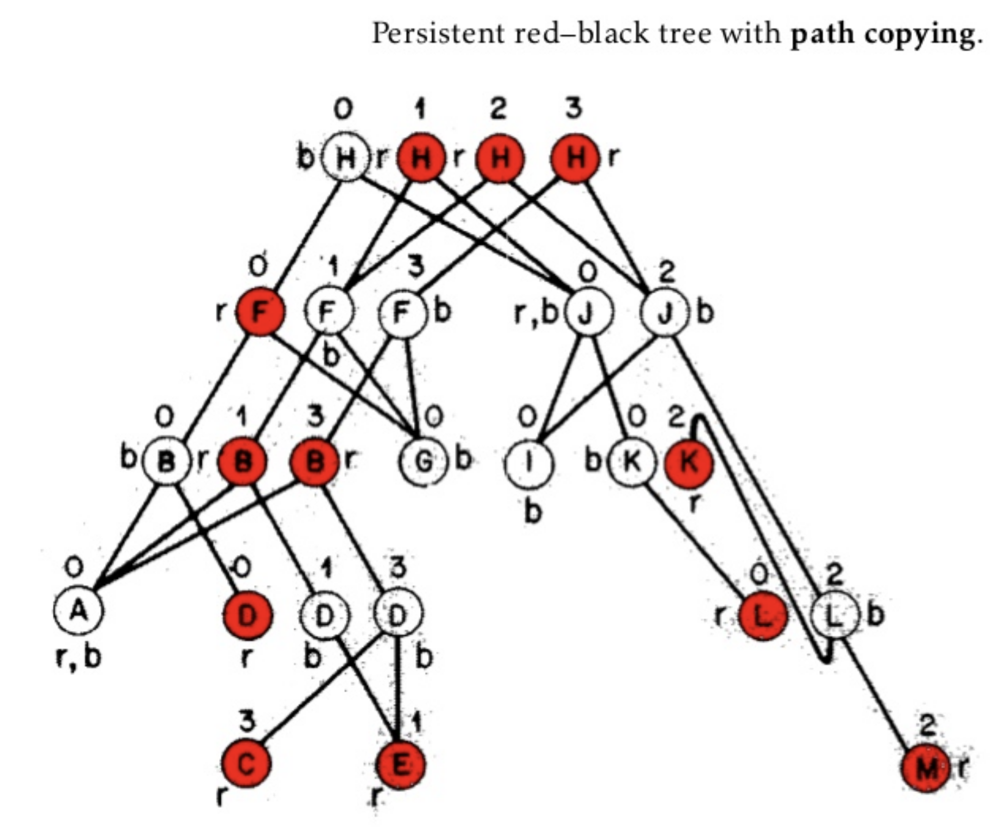 Persistent red–black tree with path copying.
0 1 2 3
b H r H r H H r
0 1 3 0 2
r F F F b r,b J J b
b
0 1 3 0 0 0 2
b B r B B r G b I b K K
b r
0 0 1 3 0 2
A D D D r L L b
r,b r b b
3 1 2
C E M r
r r